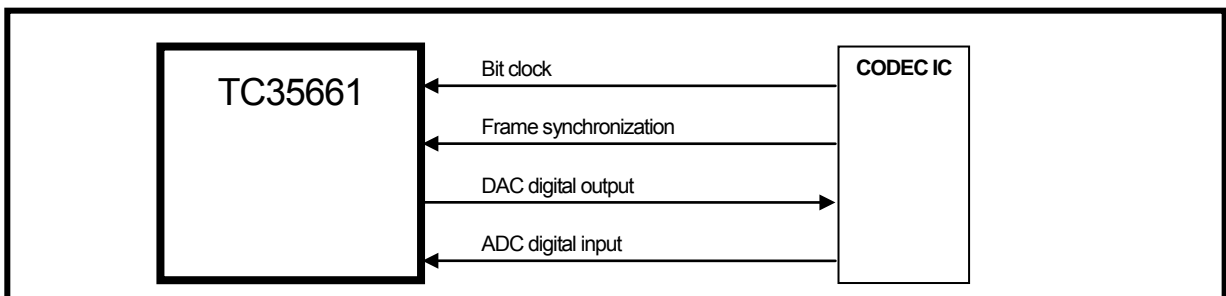 TC35661
Bit clock
CODEC IC
Frame synchronization
DAC digital output
ADC digital input